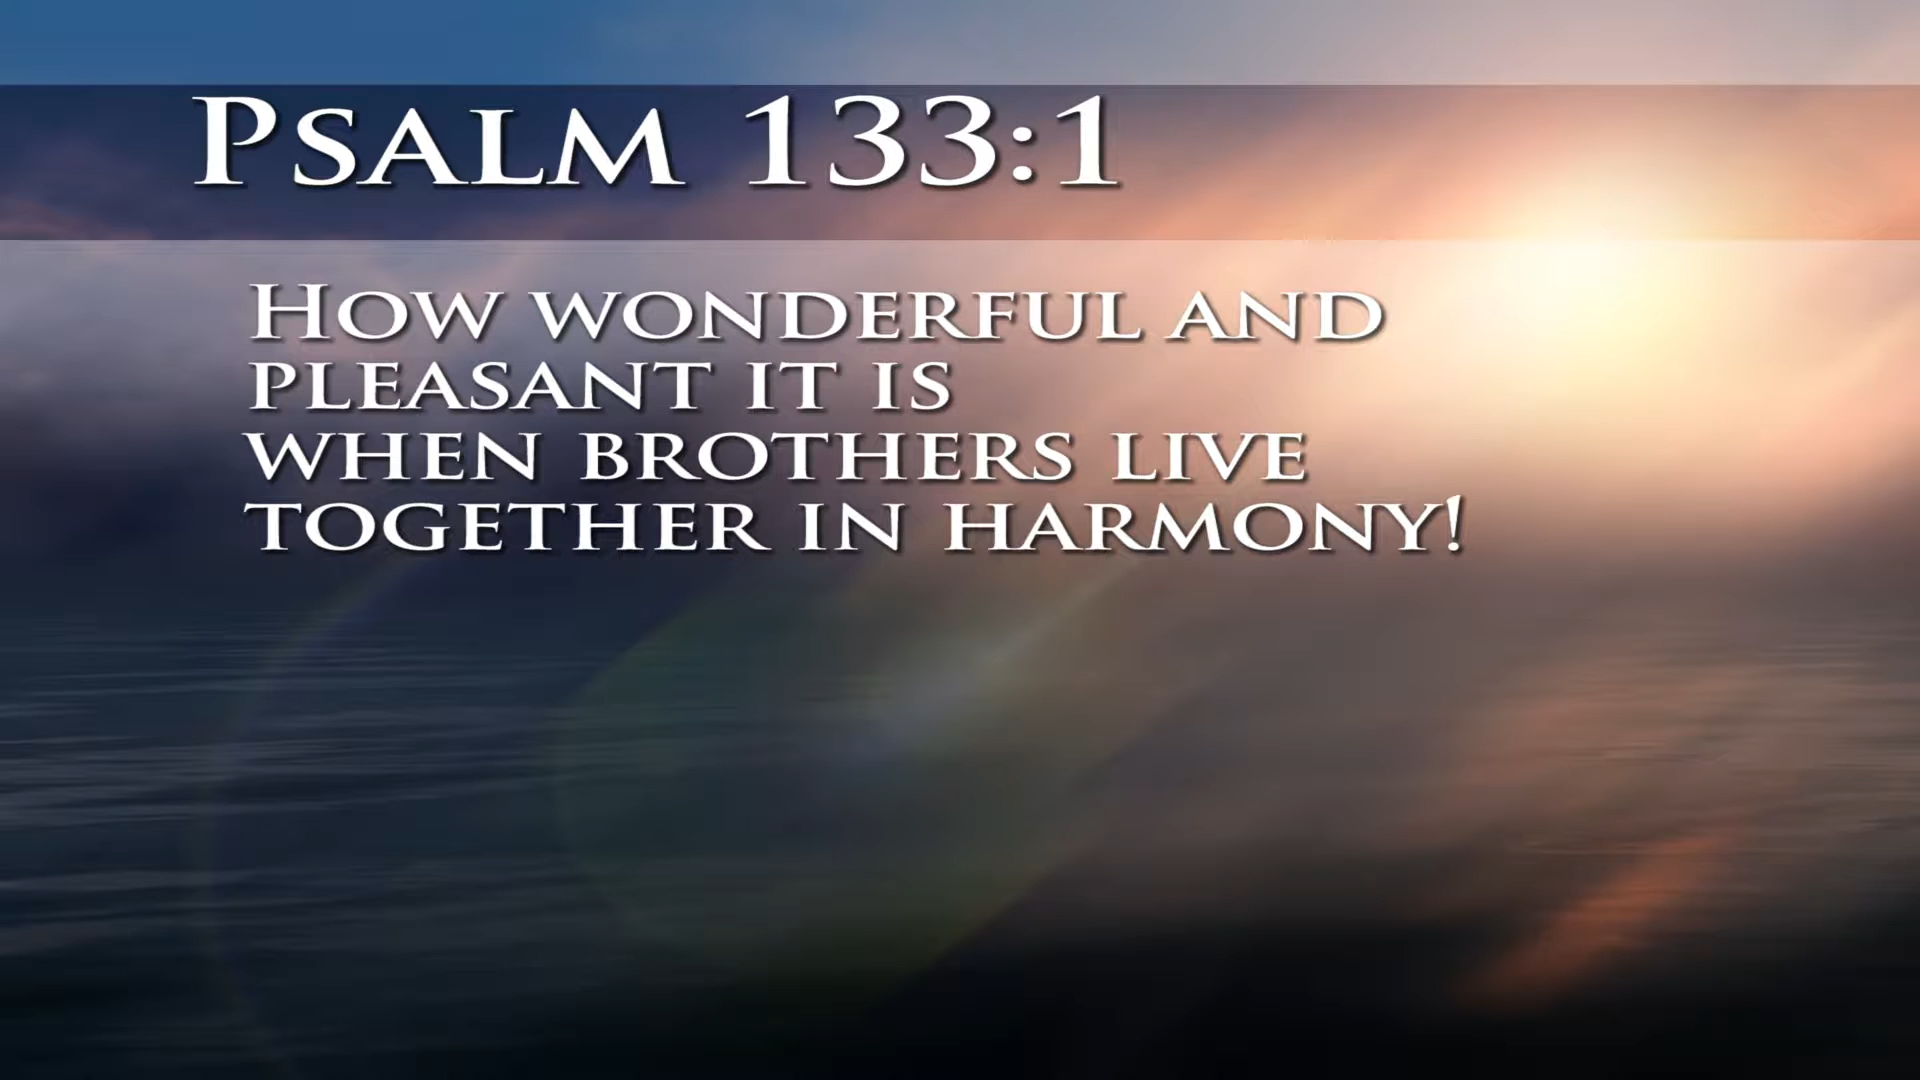 Psalm 133:1
How wonderful and
pleasant it is
when brothers live
together in harmony!